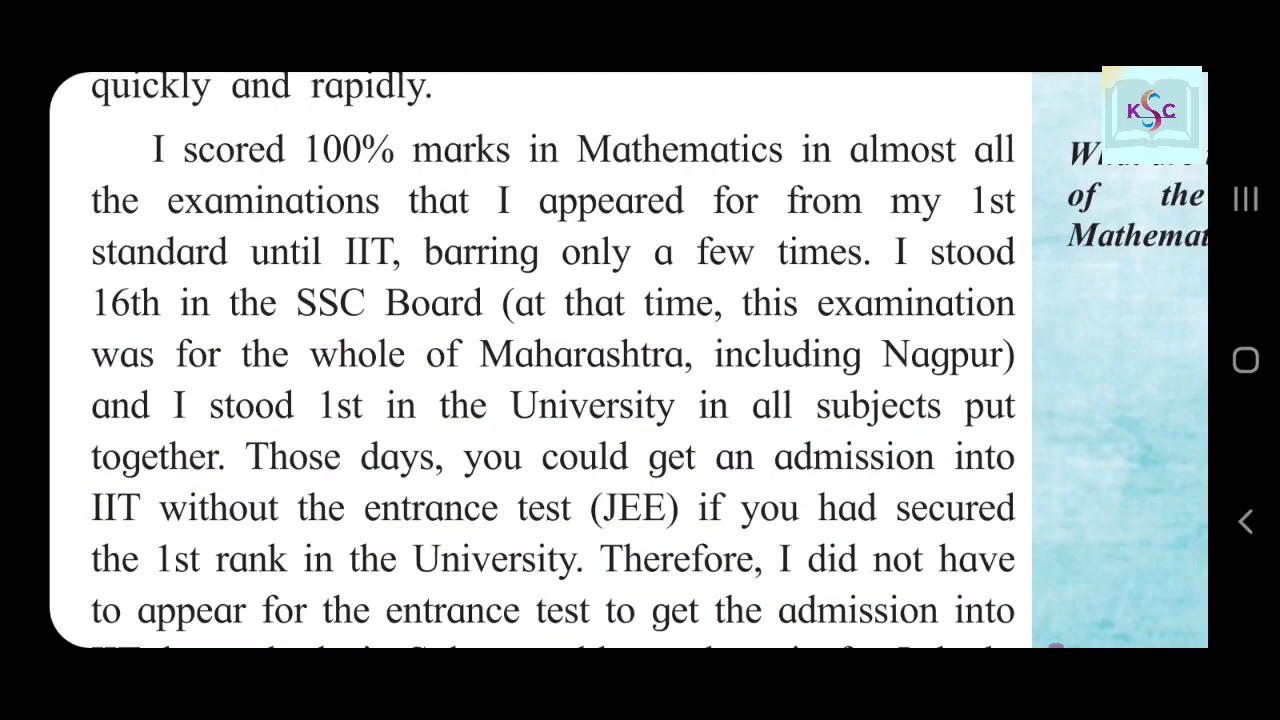 quickly and rapidly.
I scored 100% marks in Mathematics in almost all
the examinations that I appeared for from my 1st
standard until IIT, barring only a few times. I stood
16th in the SSC Board (at that time, this examination
was for the whole of Maharashtra, including Nagpur)
and I stood 1st in the University in all subjects put
together. Those days, you could get an admission into
IIT without the entrance test (JEE) if you had secured
the 1st rank in the University. Therefore, I did not have
to appear for the entrance test to get the admission into
KSC
of the